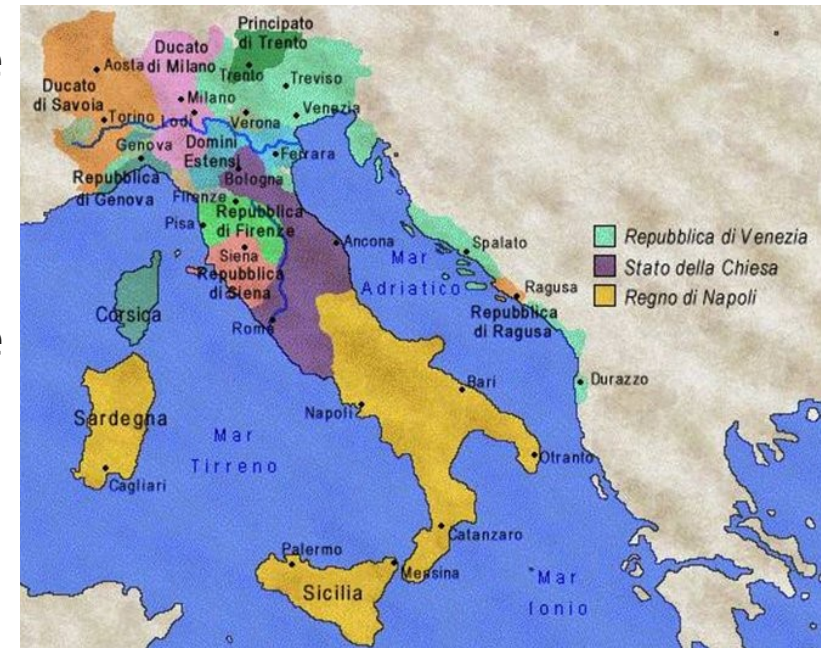 e
e
Principato
di Trento
Ducato
di Milano
Aosta
Trento
Treviso
Ducato
di Savoia
Milano
Venezia
Torino
Lodi
Verona
Genova
Domini
Estensi
Ferrara
Repubblica
di Genova
Bologna
Firenze
Repubblica
di Firenze
Pisa
Siena
Repubblica
di Siena
Ancona
Mar
Adriatico
Spalato
Ragusa
Repubblica
di Ragusa
Repubblica di Venezia
Stato della Chiesa
Regno di Napoli
Corsica
Roma
Durazzo
Bari
Napoli
Sardegna
Mar
Tirreno
Otranto
Cagliari
Catanzaro
Palermo
Messina
Sicilia
Mar
Ionio